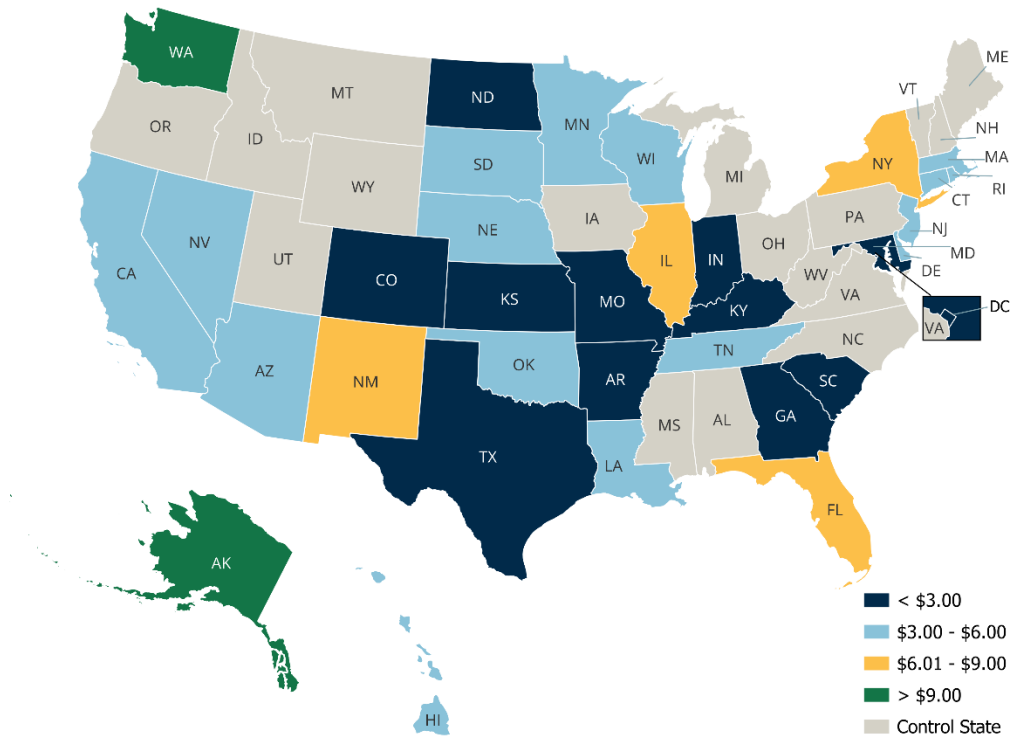 WA
MT
ND
MN
OR
ID
WY
SD
WI
MI
VT
ME
NH
MA
NY
RI
CT
NV
UT
NE
IA
PA
NJ
CA
CO
KS
MO
IL
IN
OH
WV
MD
DE
VA
KY
DC
VA
AZ
NM
OK
TN
NC
AR
SC
MS
AL
GA
TX
LA
FL
AK
HI
< $3.00
$3.00 - $6.00
$6.01 - $9.00
> $9.00
Control State